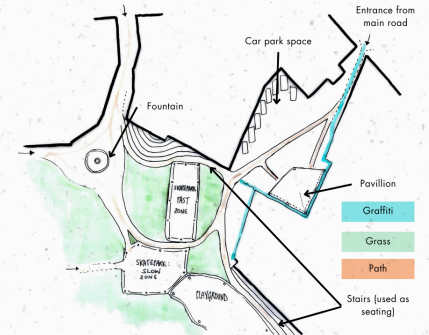 Entrance from
main road
Car park space
Fountain
SKATEPARK
FAST
ZONE
Pavillion
Graffiti
Grass
SKATEPARK:
SLOW
ZONE
Path
PLAYGROUND
Stairs (used as
seating)